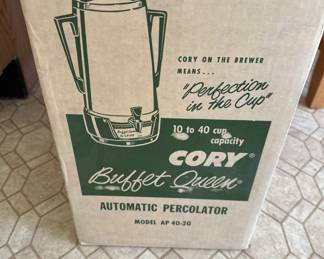 CORY ON THE BREWER
MEANS...
"Perfection
in the Cup"
10 to 40 cup
capacity
CORY®
Buffet Queen®
AUTOMATIC PERCOLATOR
MODEL AP 40-2G